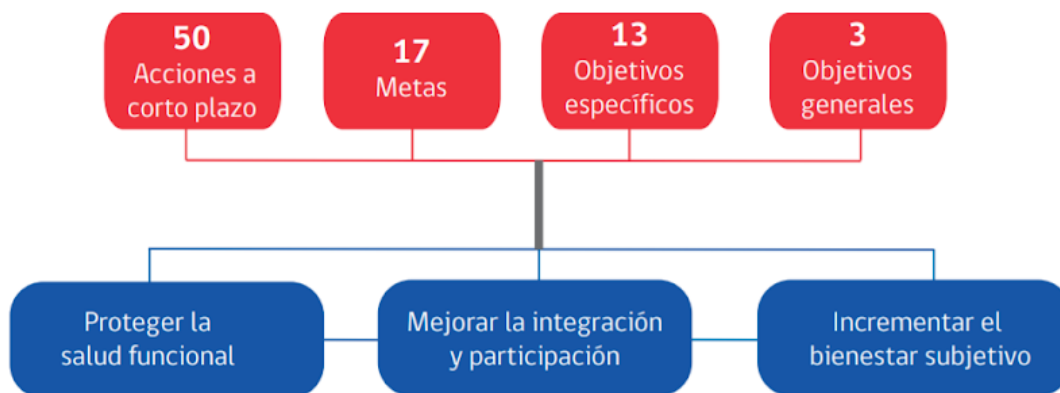 50
Acciones a
corto plazo
17
Metas
13
Objetivos
específicos
3
Objetivos
generales
Proteger la
salud funcional
Mejorar la integración
y participación
Incrementar el
bienestar subjetivo